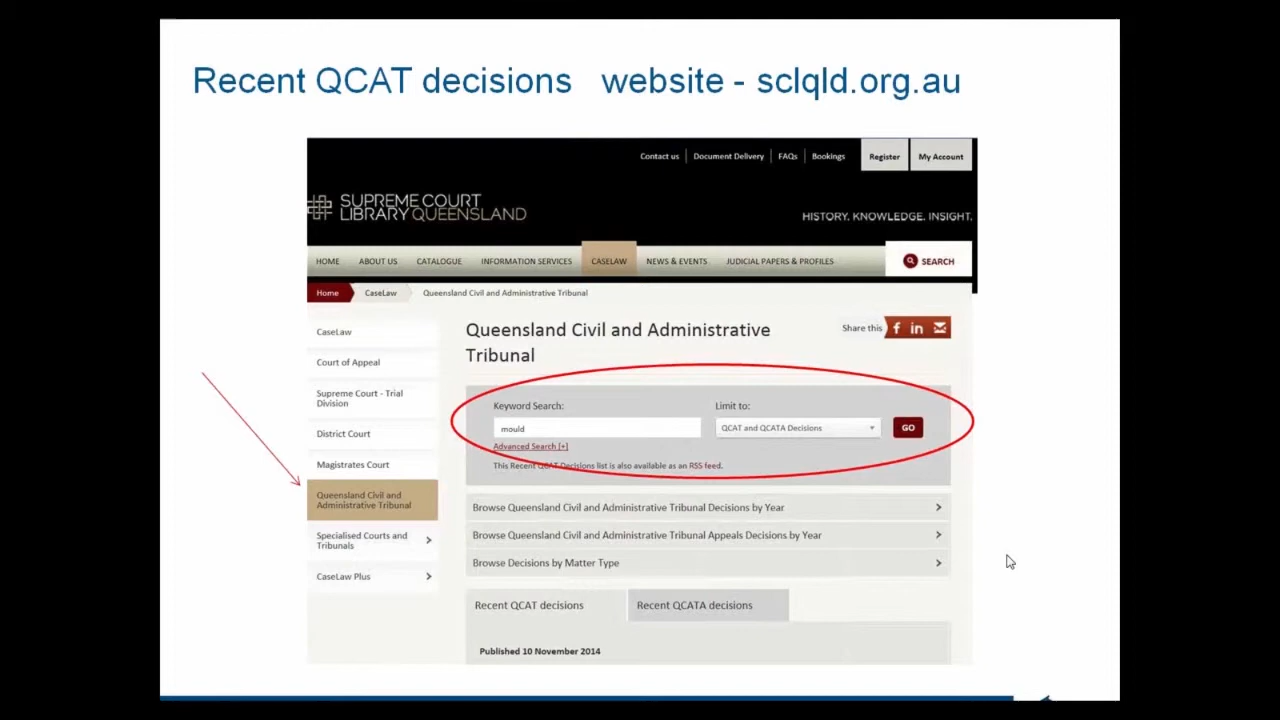 Recent QCAT decisions website - sclqld.org.au
Contact us Document Delivery FAQs Bookings Register My Account
SUPREME COURT
LIBRARY QUEENSLAND
HISTORY. KNOWLEDGE. INSIGHT.
HOME ABOUT US CATALOGUE INFORMATION SERVICES CASELAW NEWS & EVENTS JUDICIAL PAPERS & PROFILES SEARCH
Home CaseLaw Queensland Civil and Administrative Tribunal
CaseLaw
Court of Appeal
Supreme Court - Trial
Division
District Court
Magistrates Court
Queensland Civil and
Administrative Tribunal
Specialised Courts and
Tribunals
CaseLaw Plus
Queensland Civil and Administrative
Tribunal
Share this
Keyword Search: Limit to:
mould QCAT and QCATA Decisions GO
Advanced Search [+]
This Recent QCAT Decisions list is also available as an RSS feed.
Browse Queensland Civil and Administrative Tribunal Decisions by Year
Browse Queensland Civil and Administrative Tribunal Appeals Decisions by Year
Browse Decisions by Matter Type
Recent QCAT decisions Recent QCATA decisions
Published 10 November 2014